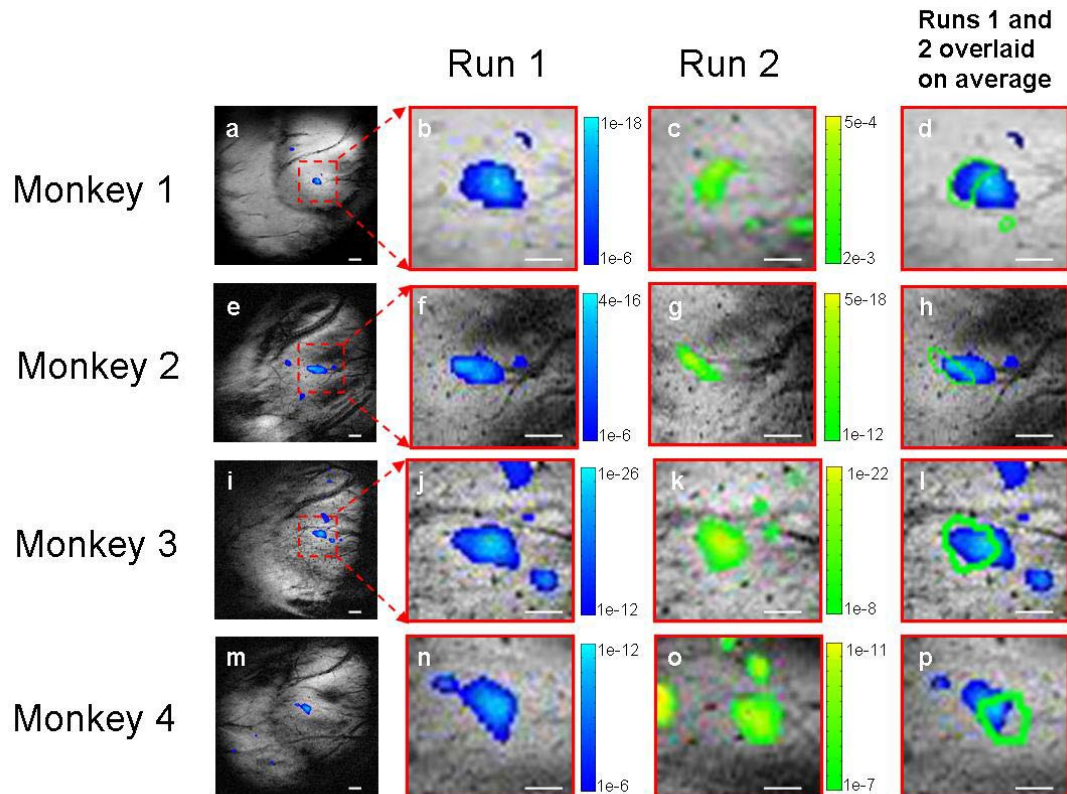 Runs 1 and
2 overlaid
on average
Run 1
Run 2
Monkey 1
a
b
1e-18
1e-6
c
5e-4
2e-3
d
Monkey 2
e
f
4e-16
1e-6
g
5e-18
1e-12
h
Monkey 3
i
j
1e-26
1e-12
k
1e-22
1e-8
l
Monkey 4
m
n
1e-12
1e-6
o
1e-11
1e-7
p